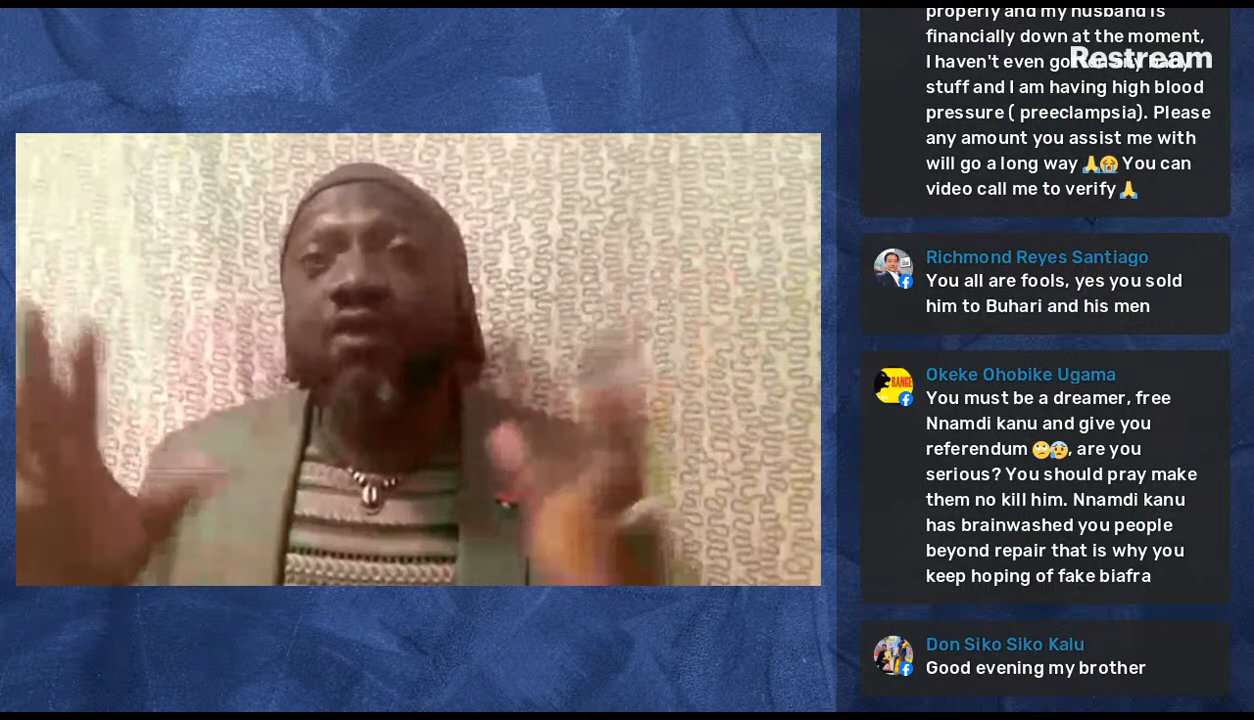 properly and my husband is
financially down at the moment,
Restream
I haven't even go
stuff and I am having high blood
pressure ( preeclampsia). Please
any amount you assist me with
will go a long way 🙏😭 You can
video call me to verify🙏
Richmond Reyes Santiago
You all are fools, yes you sold
him to Buhari and his men
RANGE
Okeke Ohobike Ugama
You must be a dreamer, free
Nnamdi kanu and give you
referendum 🙄😰, are you
serious? You should pray make
them no kill him. Nnamdi kanu
has brainwashed you people
beyond repair that is why you
keep hoping of fake biafra
Don Siko Siko Kalu
Good evening my brother